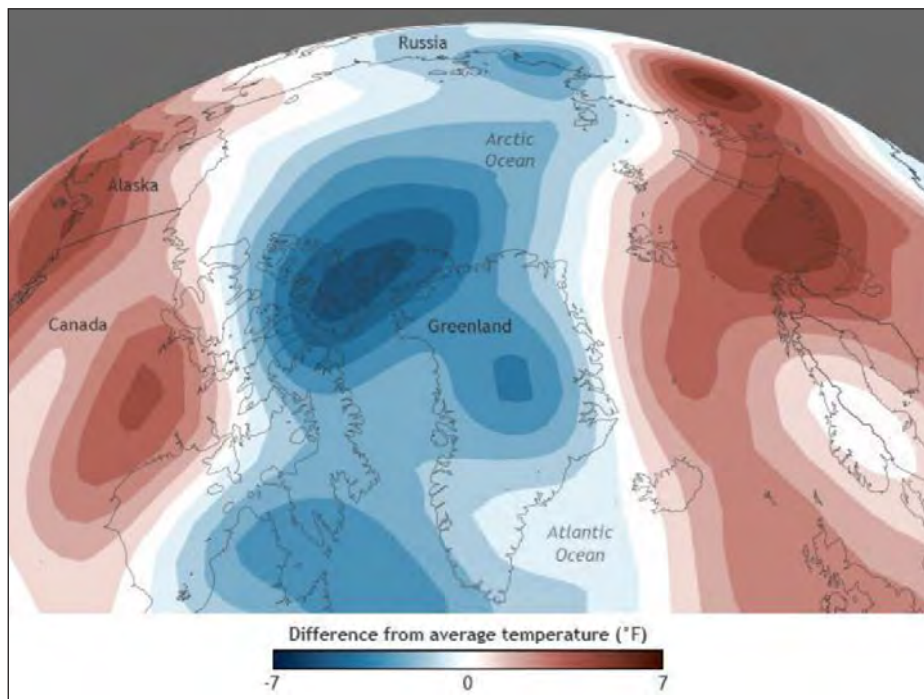 Russia
Arctic
Ocean
Alaska
Canada
Greenland
Atlantic
Ocean
Difference from average temperature (°F)
-7 0 7